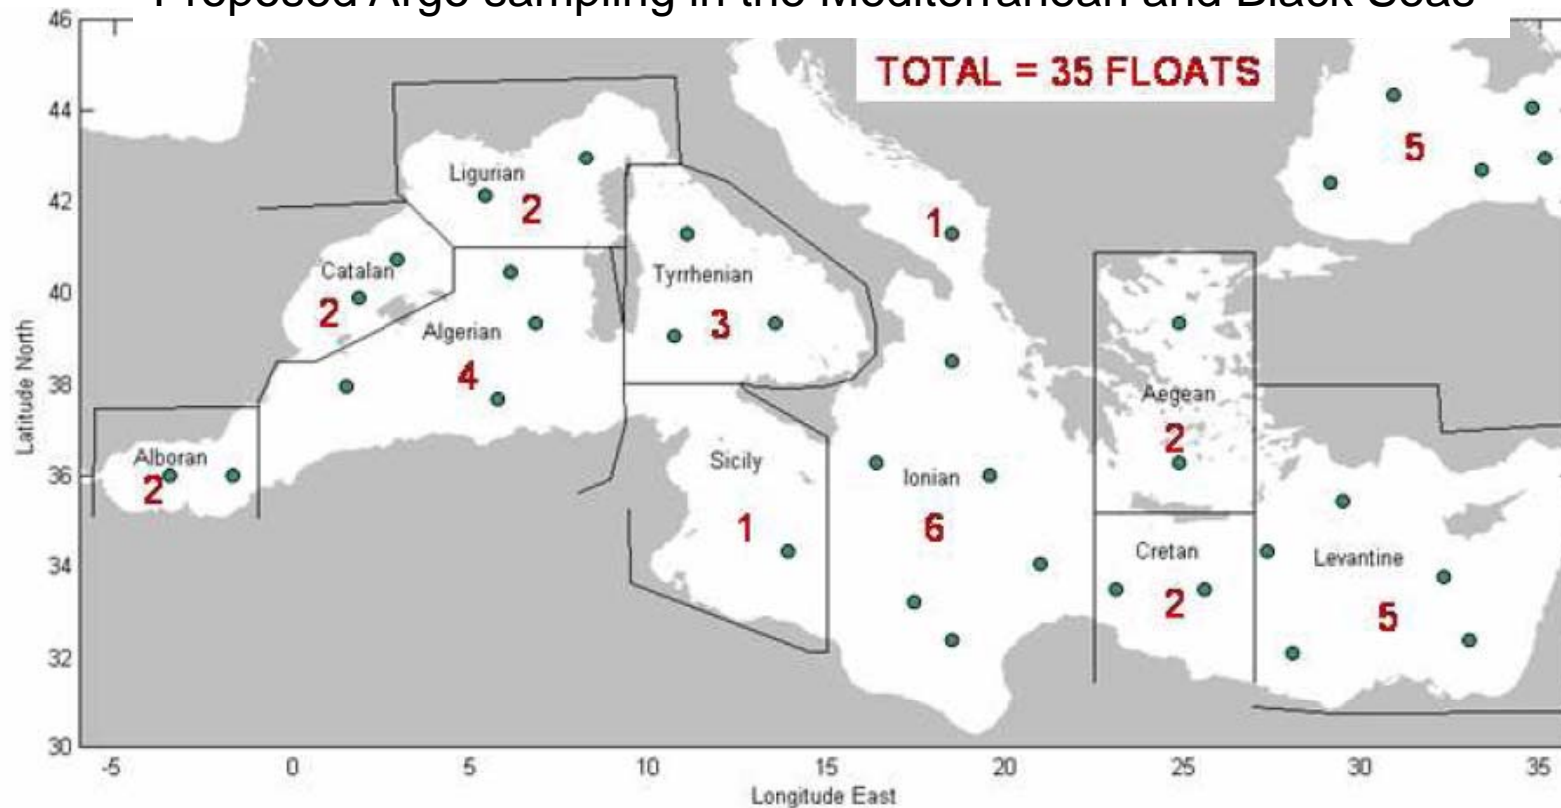 Proposed Argo sampling in the Mediterranean and Black Seas
TOTAL = 35 FLOATS
46
44
42
40
38
36
34
32
30
Latitude North
Ligurian
2
Catalan
2
Algerian
4
Alboran
2
Tyrrhenian
3
Sicily
1
1
Ionian
6
Aegean
2
Cretan
2
Levantine
5
5
-5 0 5 10 15 20 25 30 35
Longitude East